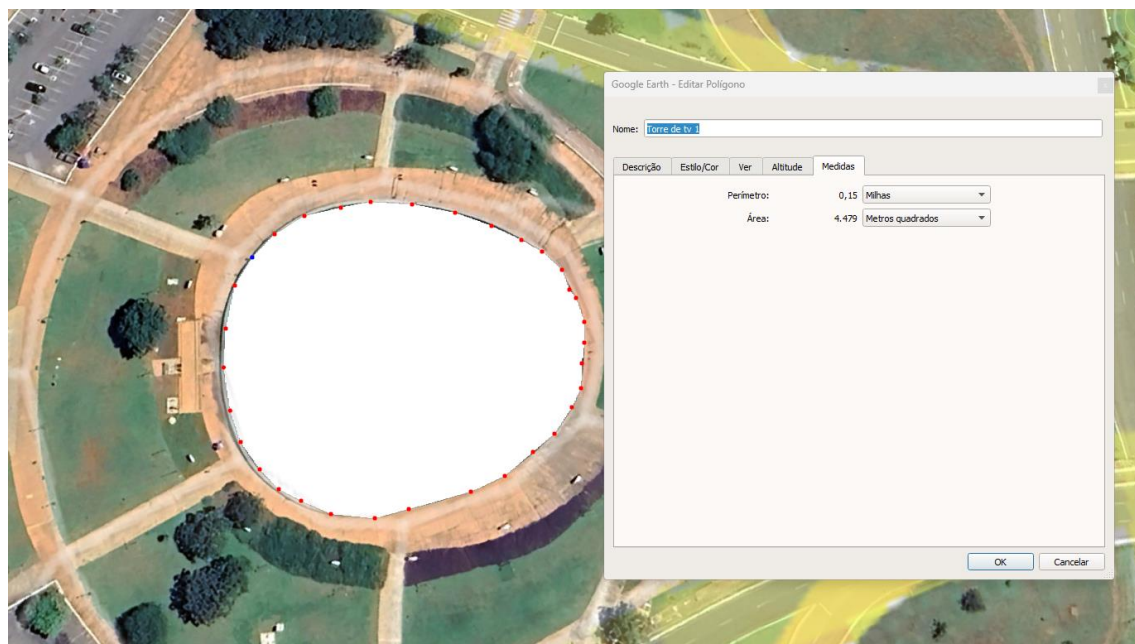 Google Earth - Editar Polígono
Nome: Torre de tv 1
Descrição Estilo/Cor Ver Altitude Medidas
Perímetro: 0,15 Milhas
Área: 4.479 Metros quadrados
OK Cancelar